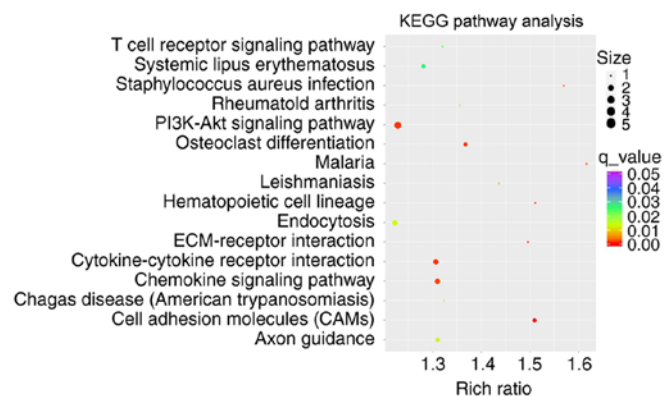 KEGG pathway analysis
T cell receptor signaling pathway
Systemic lipus erythematosus
Staphylococcus aureus infection
Rheumatold arthritis
PI3K-Akt signaling pathway
Osteoclast differentiation
Malaria
Leishmaniasis
Hematopoietic cell lineage
Endocytosis
ECM-receptor interaction
Cytokine-cytokine receptor interaction
Chemokine signaling pathway
Chagas disease (American trypanosomiasis)
Cell adhesion molecules (CAMs)
Axon guidance
1.3 1.4 1.5 1.6
Rich ratio
Size
1
2
3
4
5
q_value
0.05
0.04
0.03
0.02
0.01
0.00